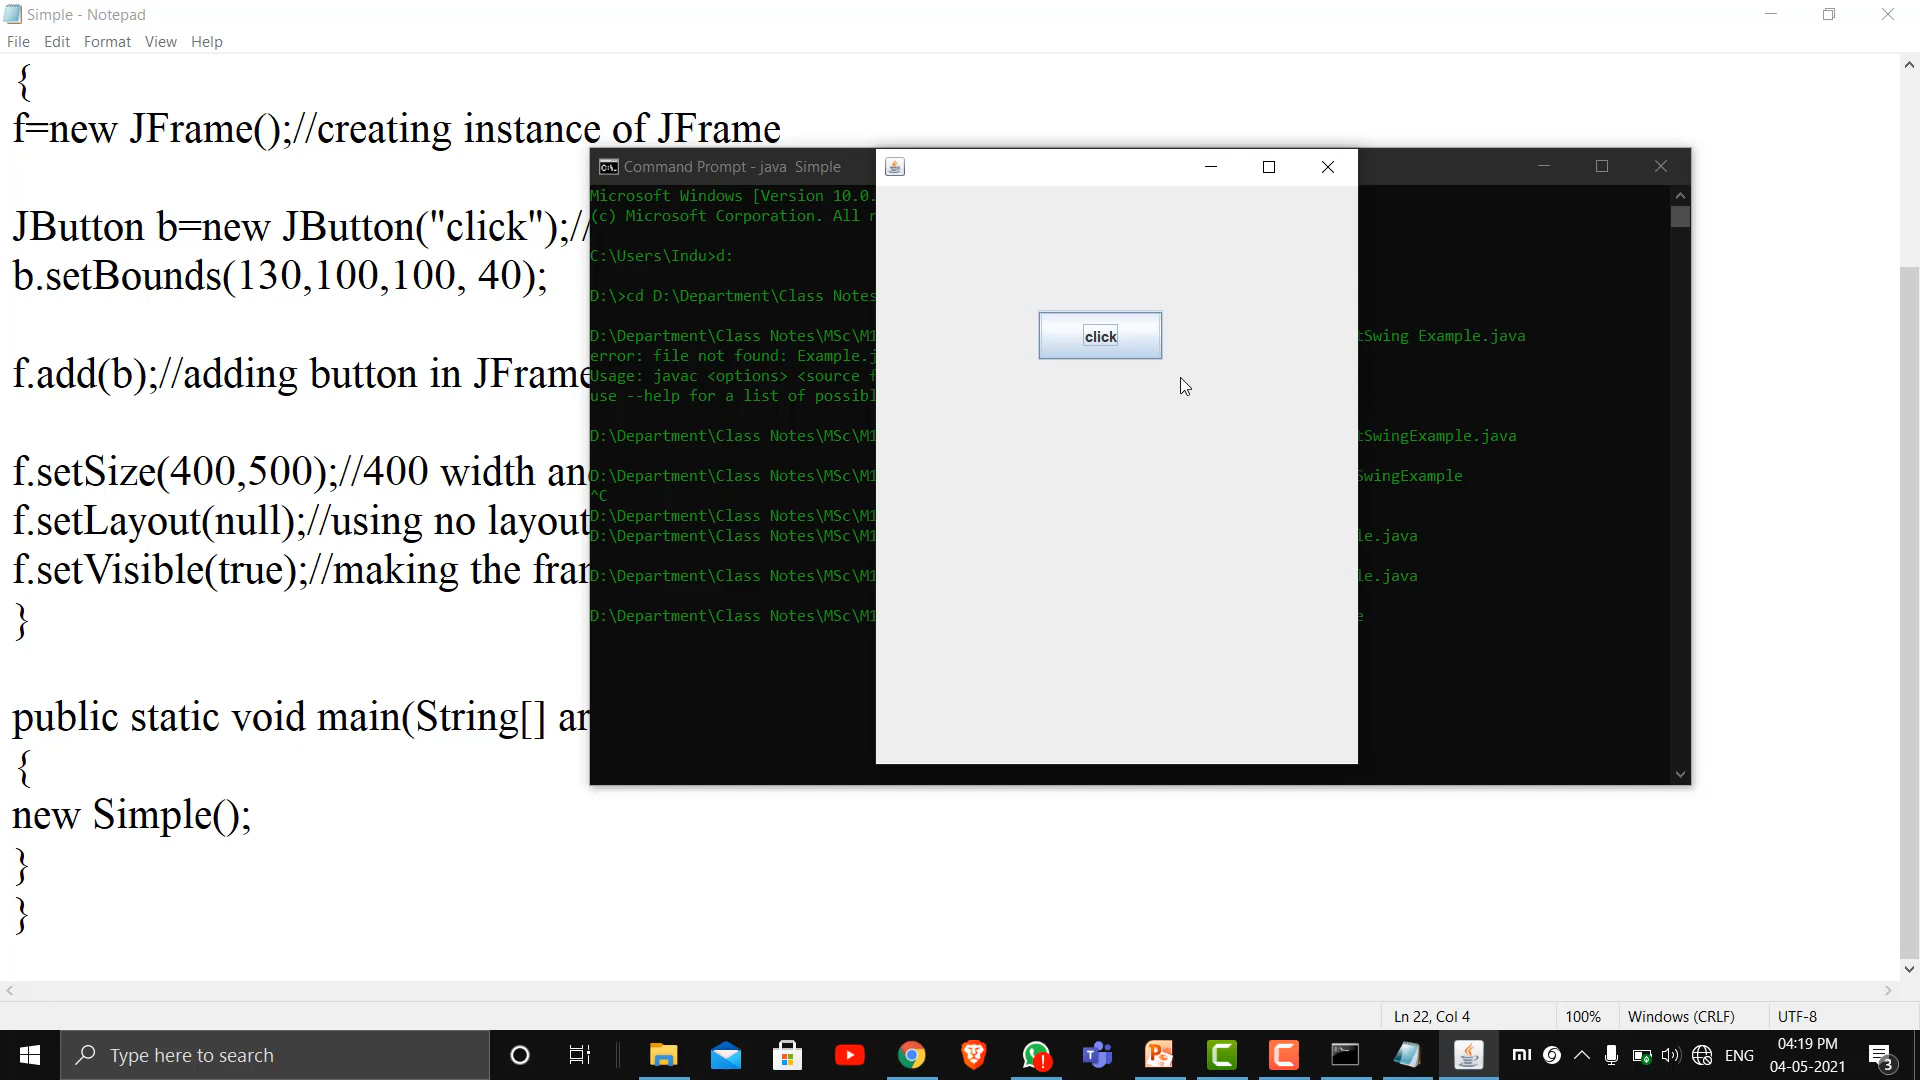 Simple - Notepad
File Edit Format View Help
{
f=new JFrame();//creating instance of JFrame
JButton b=new JButton("click");//
b.setBounds(130,100,100, 40);
f.add(b);//adding button in JFrame
f.setSize(400,500);//400 width an
f.setLayout(null);//using no layout
f.setVisible(true);//making the fran
}
public static void main(String[] ar
{
new Simple();
}
}
Command Prompt - java Simple
Microsoft Windows [Version 10.0.
(c) Microsoft Corporation. All r
C:\Users\Indu>d:
D:\>cd D:\Department\Class Notes
D:\Department\Class Notes\MSc\M1 tSwing Example.java
error: file not found: Example.j
Usage: javac <options> <source f
use --help for a list of possibl
D:\Department\Class Notes\MSc\M1 tSwingExample.java
D:\Department\Class Notes\MSc\M1 SwingExample
^C
D:\Department\Class Notes\MSc\M1
D:\Department\Class Notes\MSc\M1 le.java
D:\Department\Class Notes\MSc\M1 le.java
D:\Department\Class Notes\MSc\M1 e
click
Ln 22, Col 4 100% Windows (CRLF) UTF-8
Type here to search
ENG
04:19 PM
04-05-2021
3